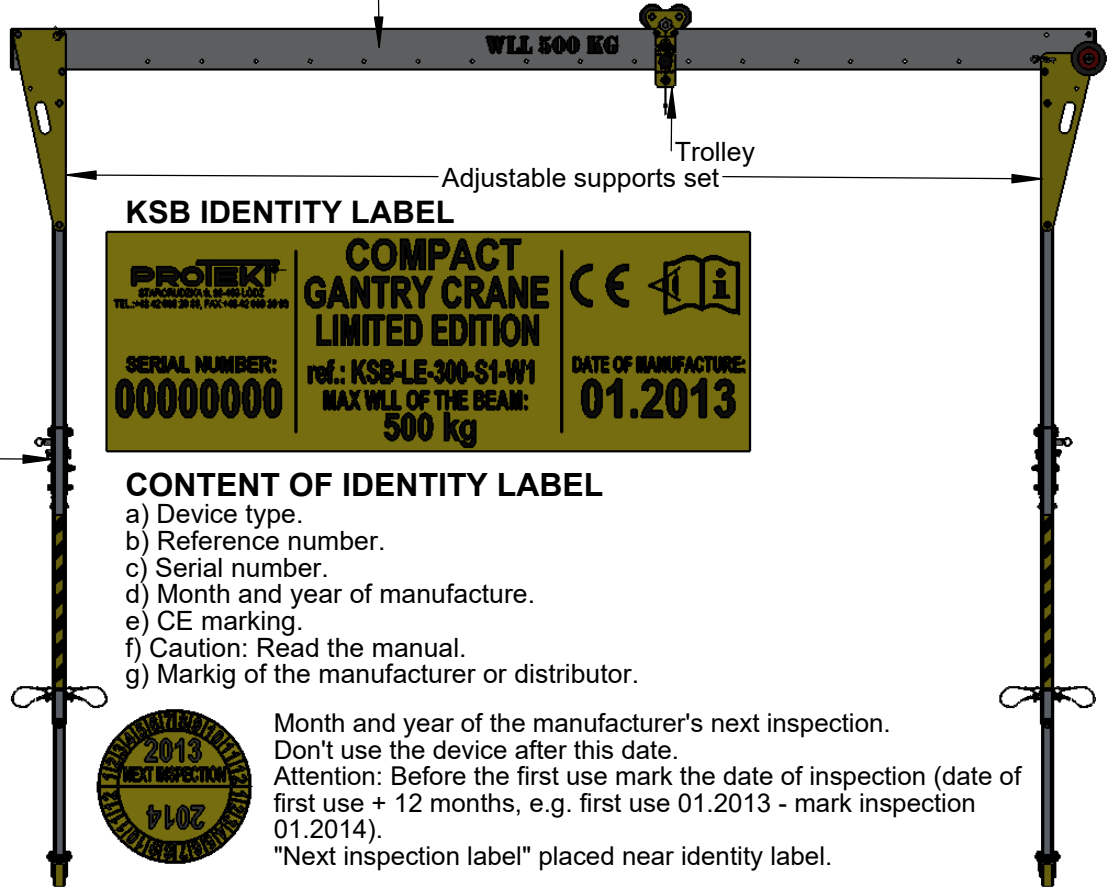 WLL 500 KG
Trolley
Adjustable supports set
KSB IDENTITY LABEL
PROTEKT
STARORUDZKA 9, 93-403 LODZ
COMPACT
GANTRY CRANE
LIMITED EDITION
ref.: KSB-LE-300-S1-W1
MAX WLL OF THE BEAM:
500 kg
SERIAL NUMBER:
00000000
CE
i
DATE OF MANUFACTURE:
01.2013
CONTENT OF IDENTITY LABEL
a) Device type.
b) Reference number.
c) Serial number.
d) Month and year of manufacture.
e) CE marking.
f) Caution: Read the manual.
g) Markig of the manufacturer or distributor.
2013
NEXT INSPECTION
2014
Month and year of the manufacturer's next inspection.
Don't use the device after this date.
Attention: Before the first use mark the date of inspection (date of
first use + 12 months, e.g. first use 01.2013 - mark inspection
01.2014).
"Next inspection label" placed near identity label.